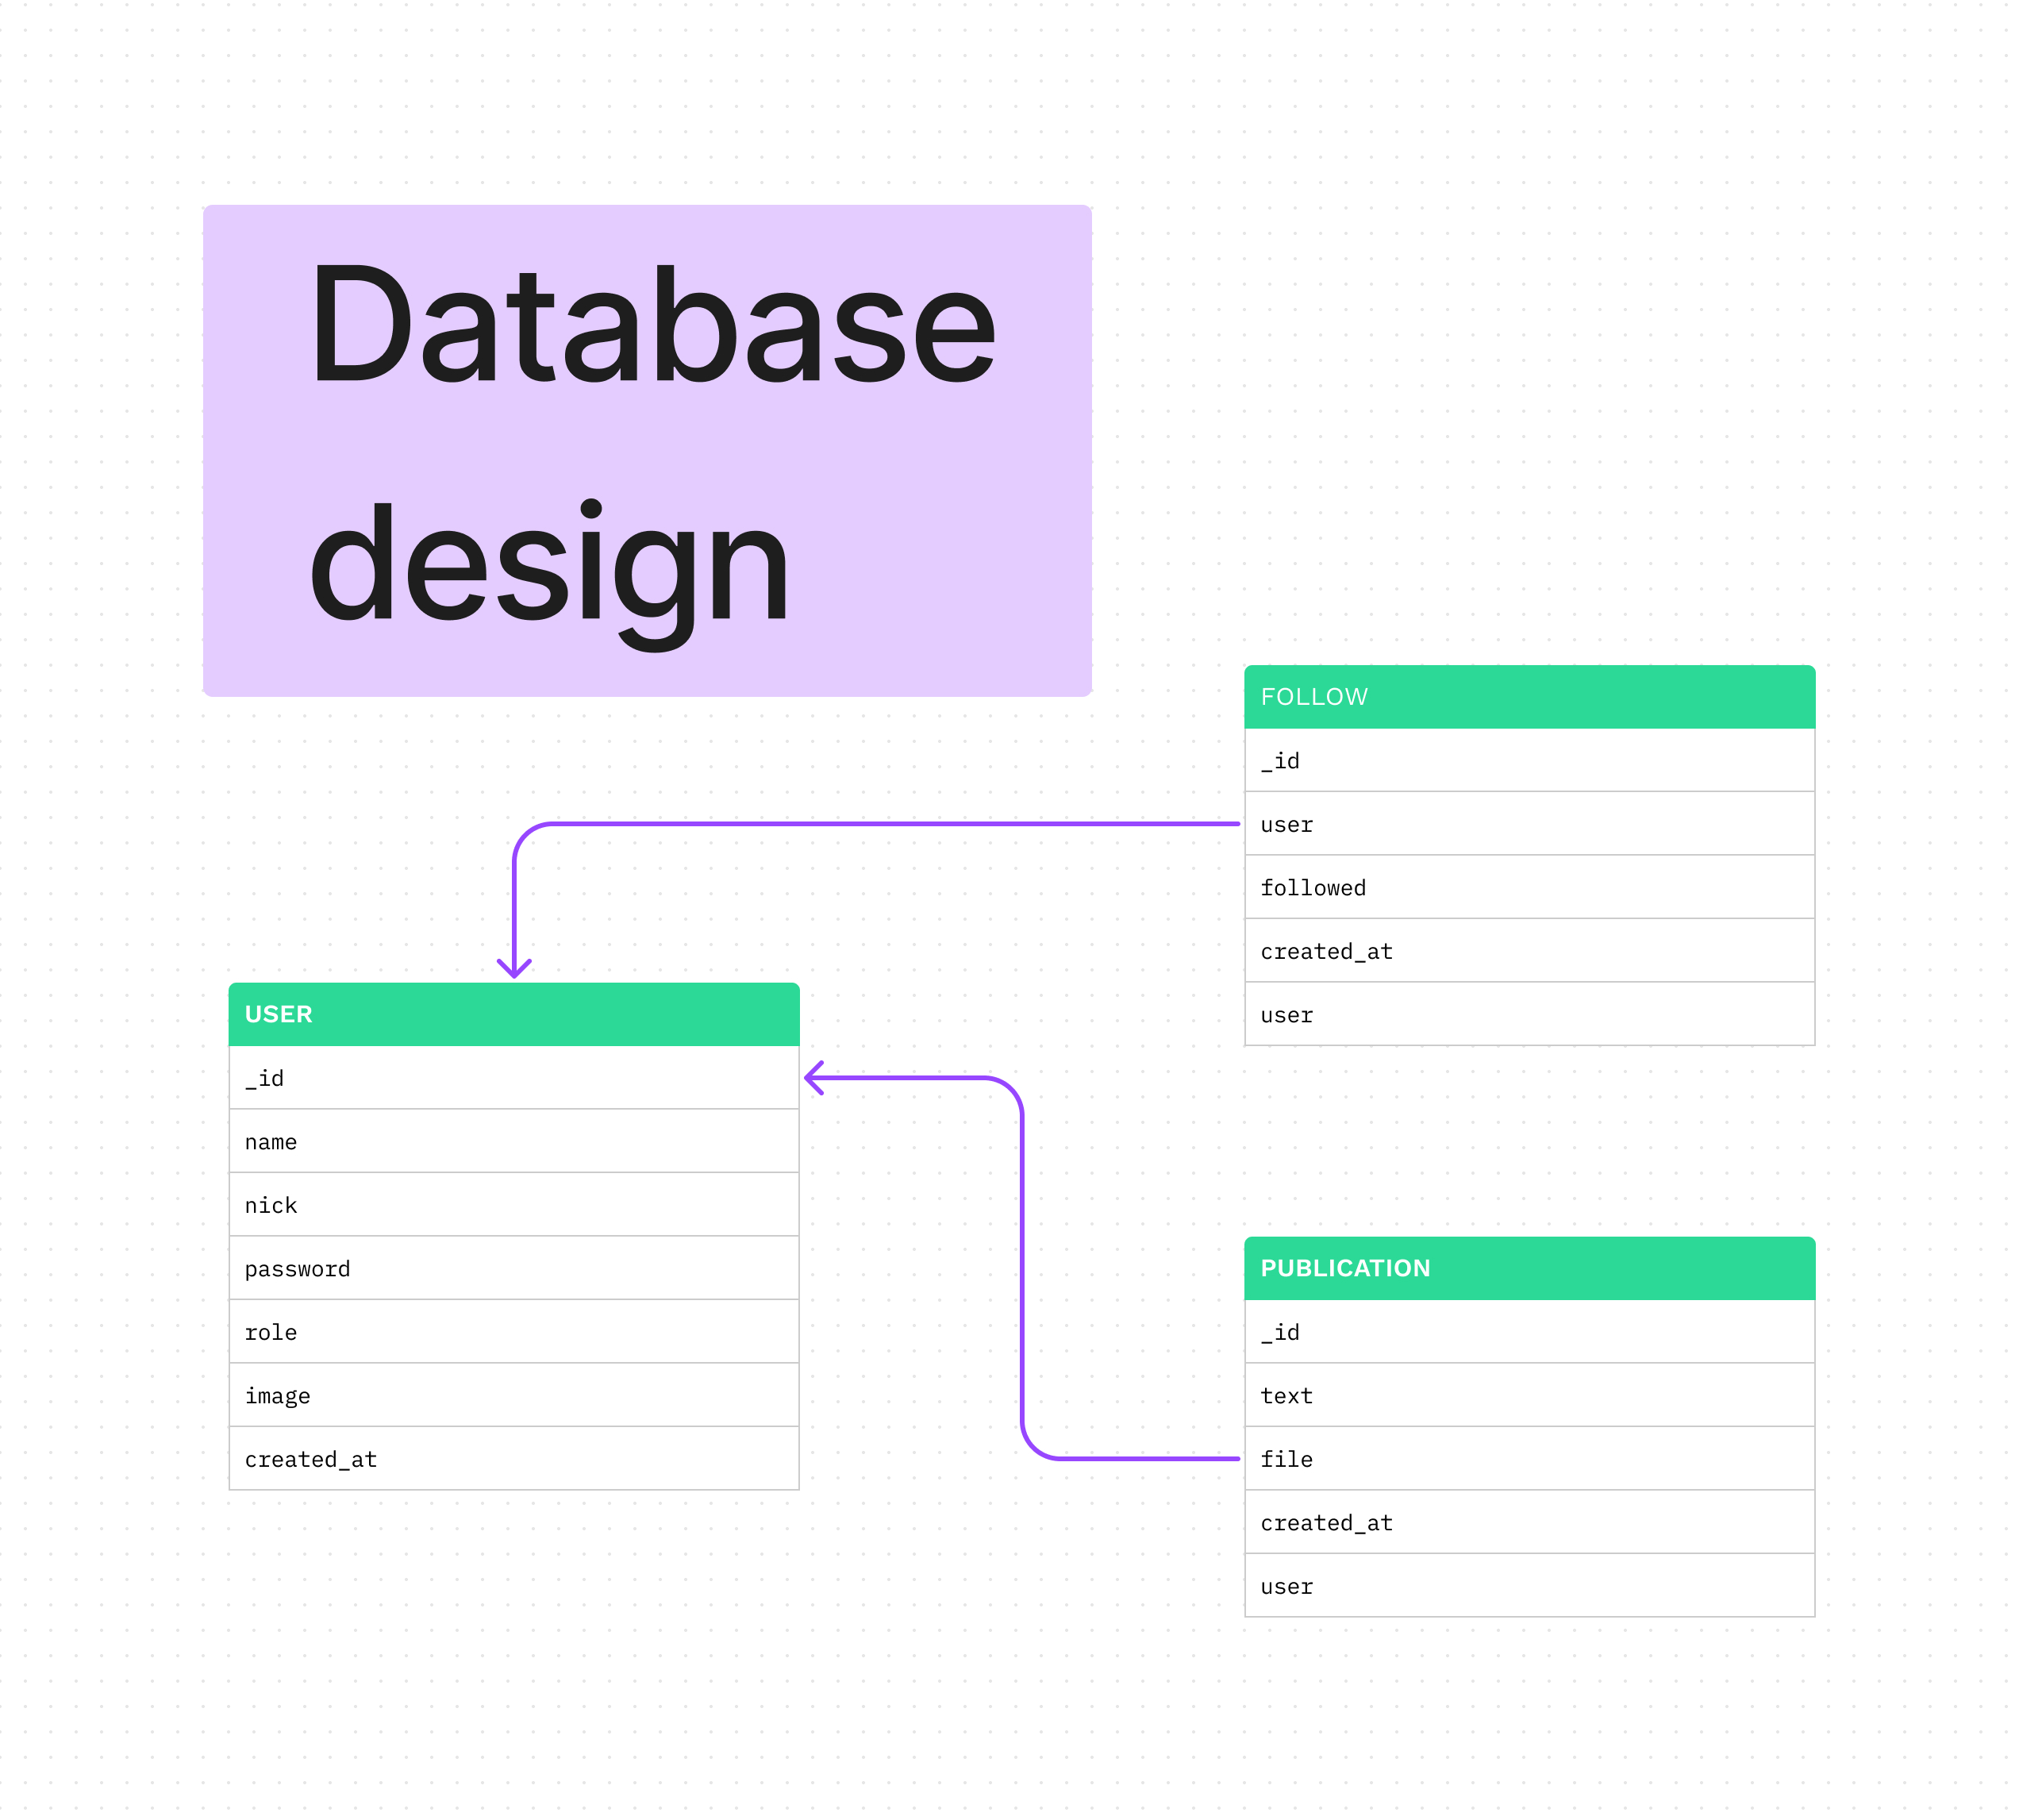 Database
design
FOLLOW
_id
user
followed
created_at
user
USER
_id
name
nick
password
role
image
created_at
PUBLICATION
_id
text
file
created_at
user